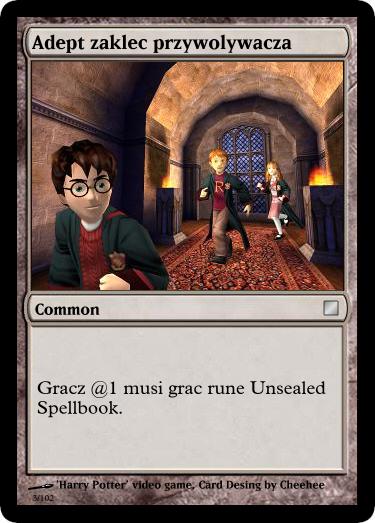 Adept zaklec przywolywacza
R
Common
Gracz @1 musi grac rune Unsealed
Spellbook.
'Harry Potter' video game, Card Desing by Cheehee
3/102